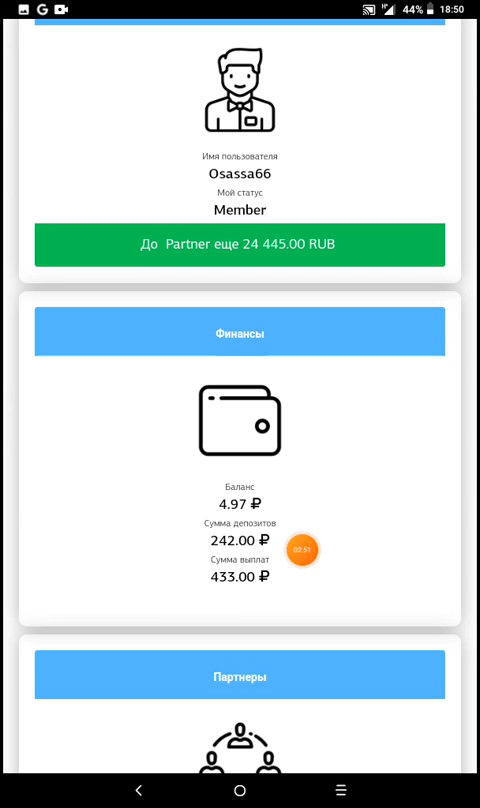 44% 18:50
Имя пользователя
Osassa66
Мой статус
Member
До Partner еще 24 445.00 RUB
Финансы
Баланс
4.97 ₽
Сумма депозитов
242.00 ₽
02:51
Сумма выплат
433.00 ₽
Партнеры